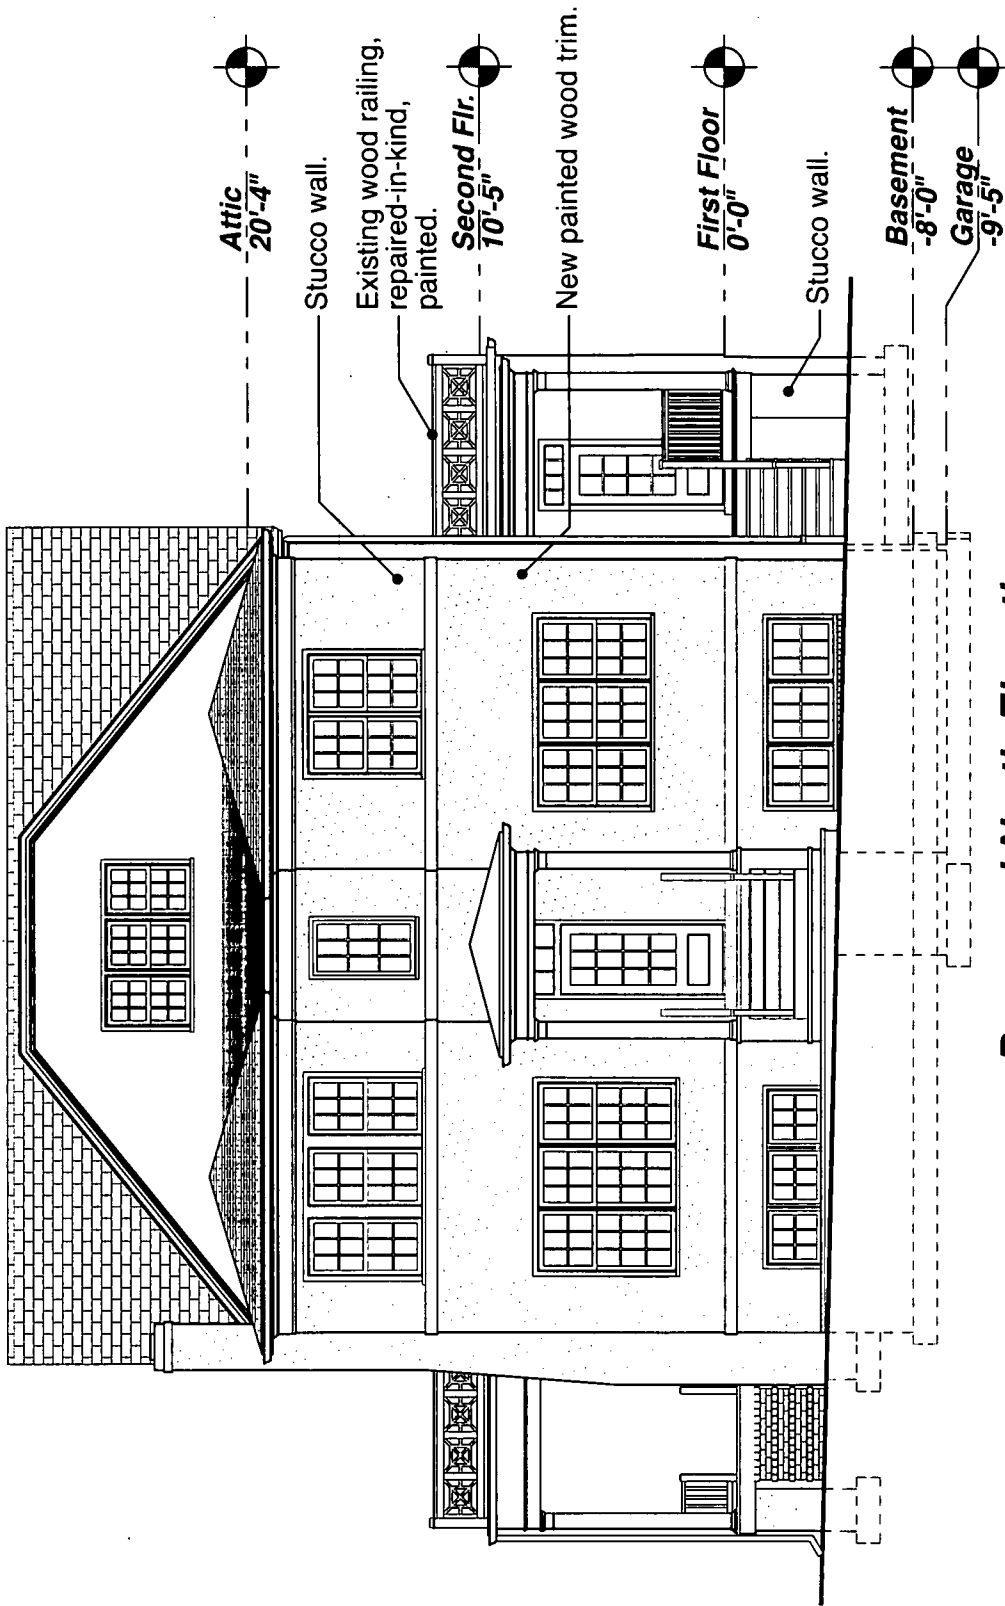 Attic
20'-4"
Stucco wall.
Existing wood railing,
repaired-in-kind,
painted.
Second Flr.
10'-5"
New painted wood trim.
First Floor
0'-0"
Stucco wall.
Basement
-8'-0"
Garage
-9'-5"